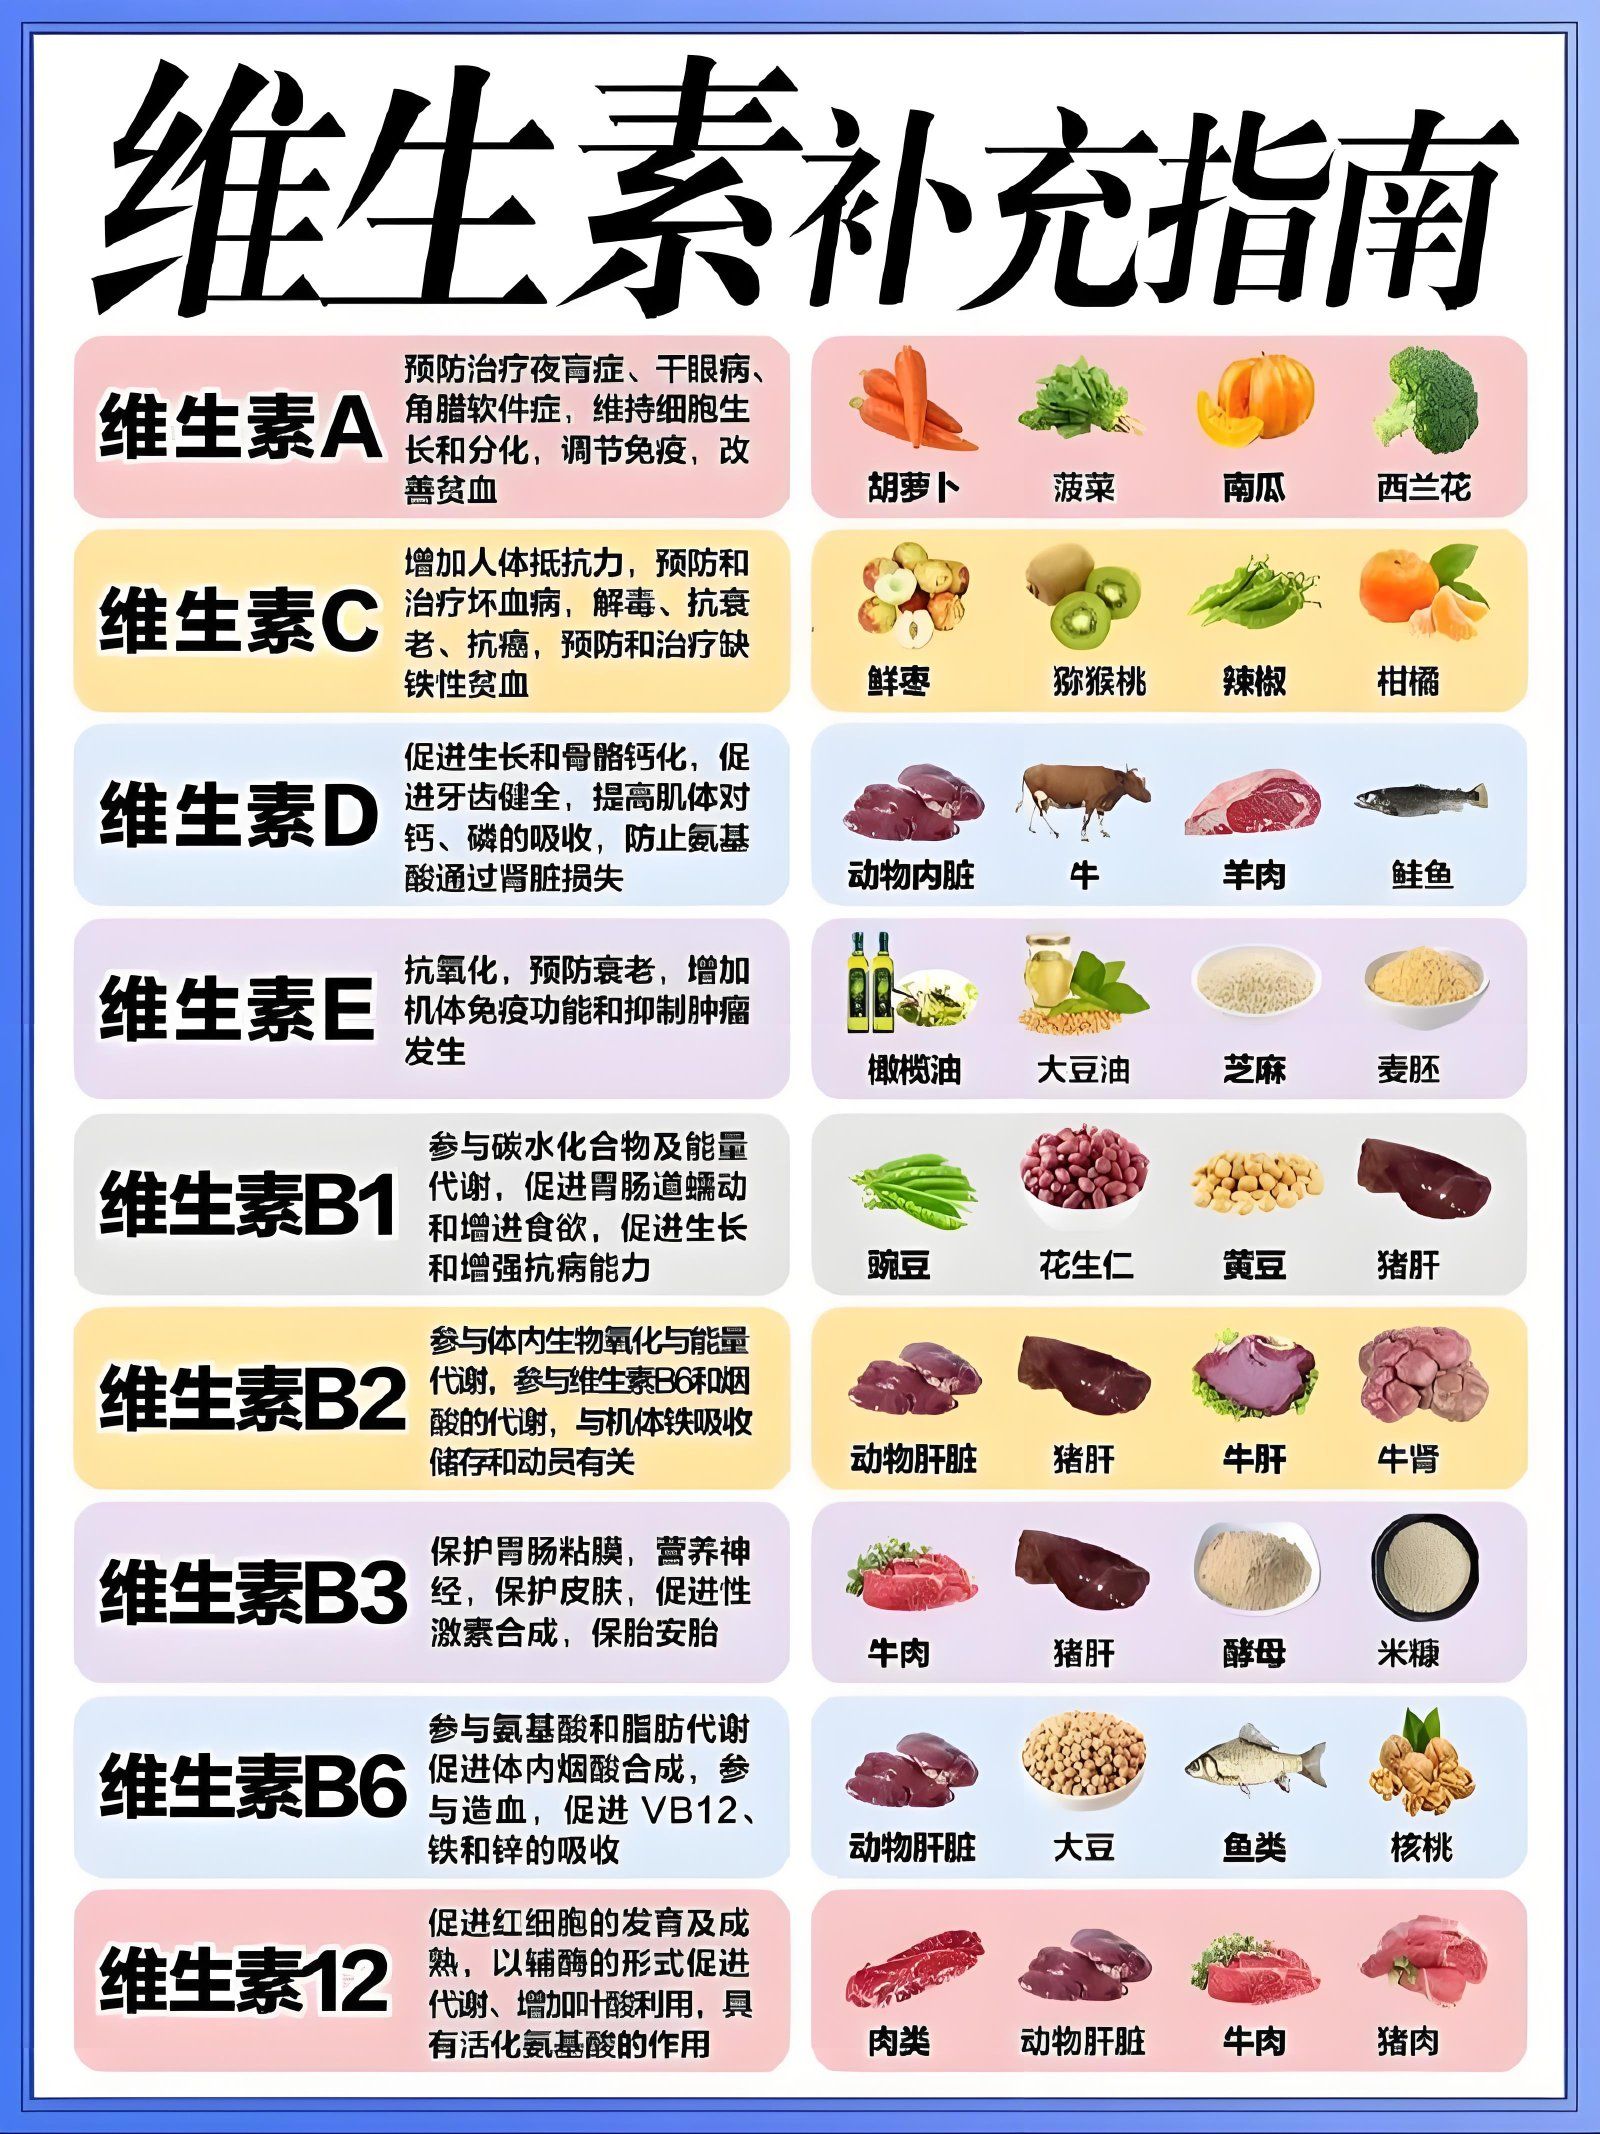 维生素补充指南
维生素A
预防治疗夜盲症、干眼病、
角腊软件症，维持细胞生
长和分化，调节免疫，改
善贫血
胡萝卜
菠菜
南瓜
西兰花
维生素C
增加人体抵抗力，预防和
治疗坏血病，解毒、抗衰
老、抗癌，预防和治疗缺
铁性贫血
鲜枣
猕猴桃
辣椒
柑橘
维生素D
促进生长和骨骼钙化，促
进牙齿健全，提高肌体对
钙、磷的吸收，防止氨基
酸通过肾脏损失
动物内脏
牛
羊肉
鲑鱼
维生素E
抗氧化，预防衰老，增加
机体免疫功能和抑制肿瘤
发生
橄榄油
大豆油
芝麻
麦胚
维生素B1
参与碳水化合物及能量
代谢，促进胃肠道蠕动
和增进食欲，促进生长
和增强抗病能力
豌豆
花生仁
黄豆
猪肝
维生素B2
参与体内生物氧化与能量
代谢，参与维生素B6和烟
酸的代谢，与机体铁吸收
储存和动员有关
动物肝脏
猪肝
牛肝
牛肾
维生素B3
保护胃肠粘膜，营养神
经，保护皮肤，促进性
激素合成，保胎安胎
牛肉
猪肝
酵母
米糠
维生素B6
参与氨基酸和脂肪代谢
促进体内烟酸合成，参
与造血，促进 VB12、
铁和锌的吸收
动物肝脏
大豆
鱼类
核桃
维生素12
促进红细胞的发育及成
熟，以辅酶的形式促进
代谢、增加叶酸利用，具
有活化氨基酸的作用
肉类
动物肝脏
牛肉
猪肉